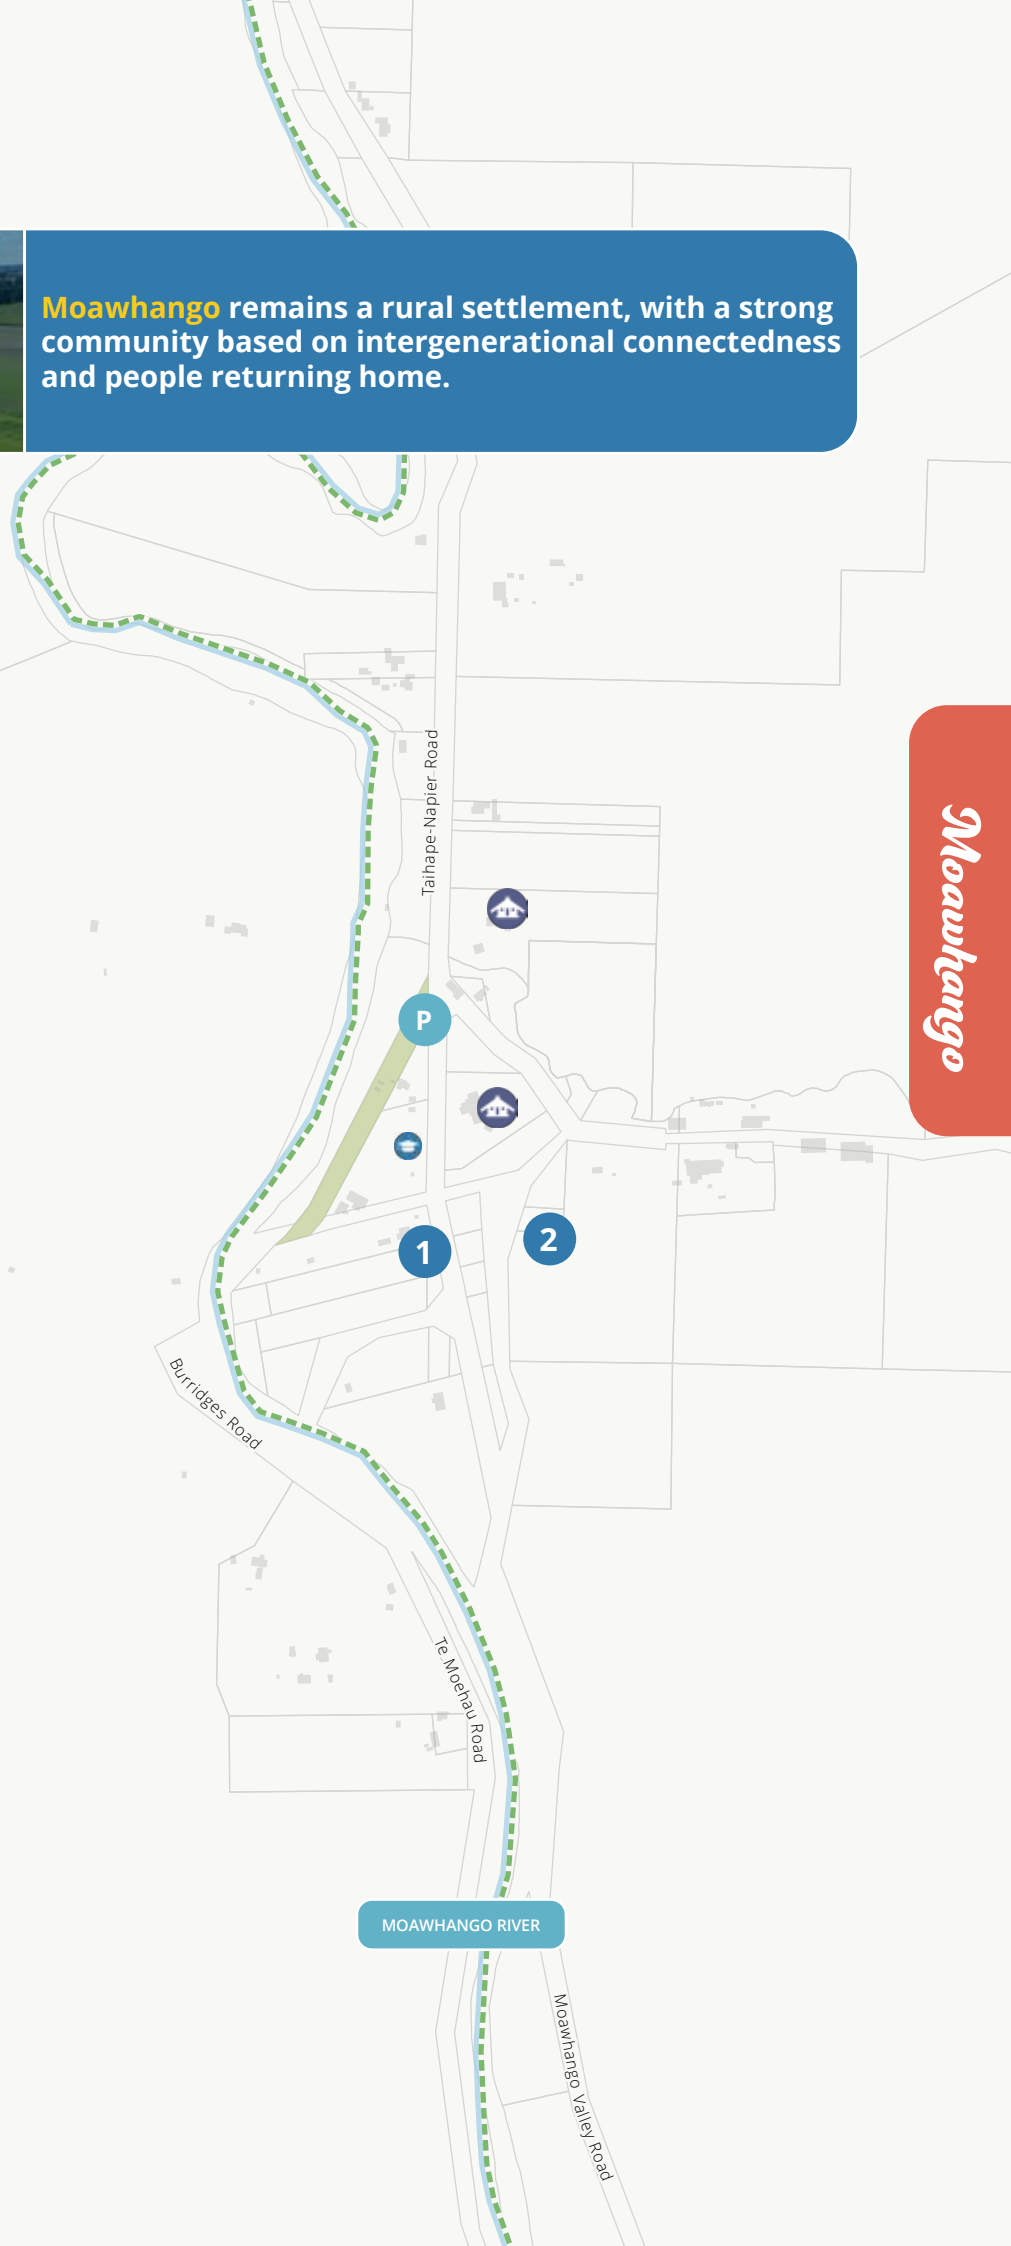 Moawhango remains a rural settlement, with a strong
community based on intergenerational connectedness
and people returning home.
Taihape-Napier Road
Moawhango
P
1
2
Burridges Road
Te Moehau Road
MOAWHANGO RIVER
Moawhango Valley Road